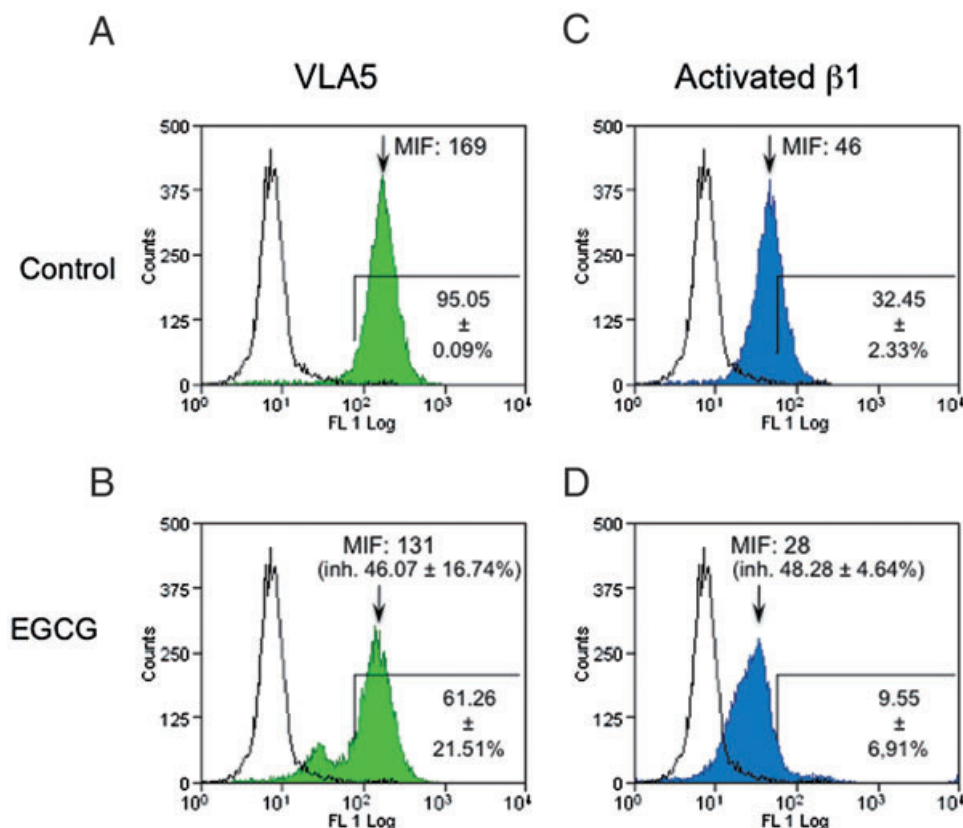 A
VLA5
500
375
250
125
0
Counts
MIF: 169
95.05
±
0.09%
10⁰ 10¹ 10² 10³ 10⁴
FL 1 Log
Control
C
Activated β1
500
375
250
125
0
Counts
MIF: 46
32.45
±
2.33%
10⁰ 10¹ 10² 10³ 10⁴
FL 1 Log
B
500
375
250
125
0
Counts
MIF: 131
(inh. 46.07 ± 16.74%)
61.26
±
21.51%
10⁰ 10¹ 10² 10³ 10⁴
FL 1 Log
EGCG
D
500
375
250
125
0
Counts
MIF: 28
(inh. 48.28 ± 4.64%)
9.55
±
6,91%
10⁰ 10¹ 10² 10³ 10⁴
FL 1 Log